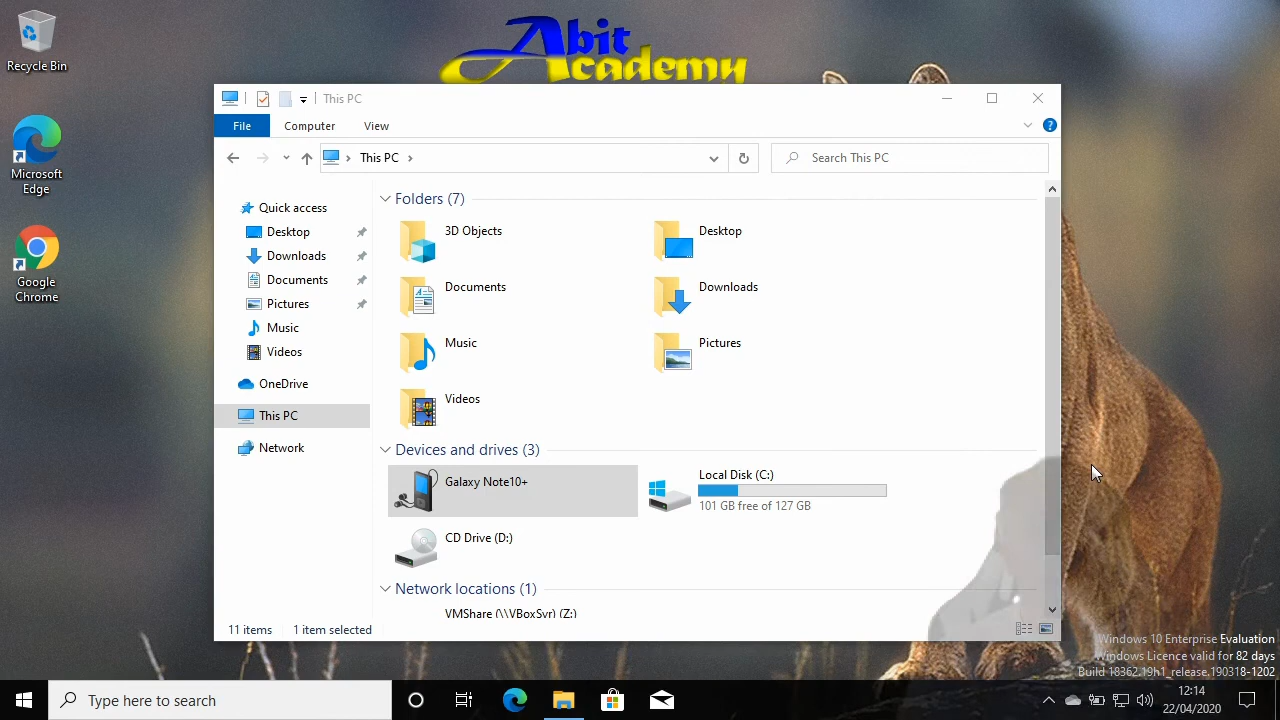 Recycle Bin
Microsoft
Edge
Google
Chrome
Abit
Academy
This PC
File
Computer
View
This PC
Search This PC
Quick access
Desktop
Downloads
Documents
Pictures
Music
Videos
OneDrive
This PC
Network
Folders (7)
3D Objects
Desktop
Documents
Downloads
Music
Pictures
Videos
Devices and drives (3)
Galaxy Note10+
Local Disk (C:)
101 GB free of 127 GB
CD Drive (D:)
Network locations (1)
VMShare (\\VBoxSvr) (Z:)
11 items
1 item selected
Windows 10 Enterprise Evaluation
Windows Licence valid for 82 days
Build 18362.19h1_release.190318-1202
Type here to search
12:14
22/04/2020